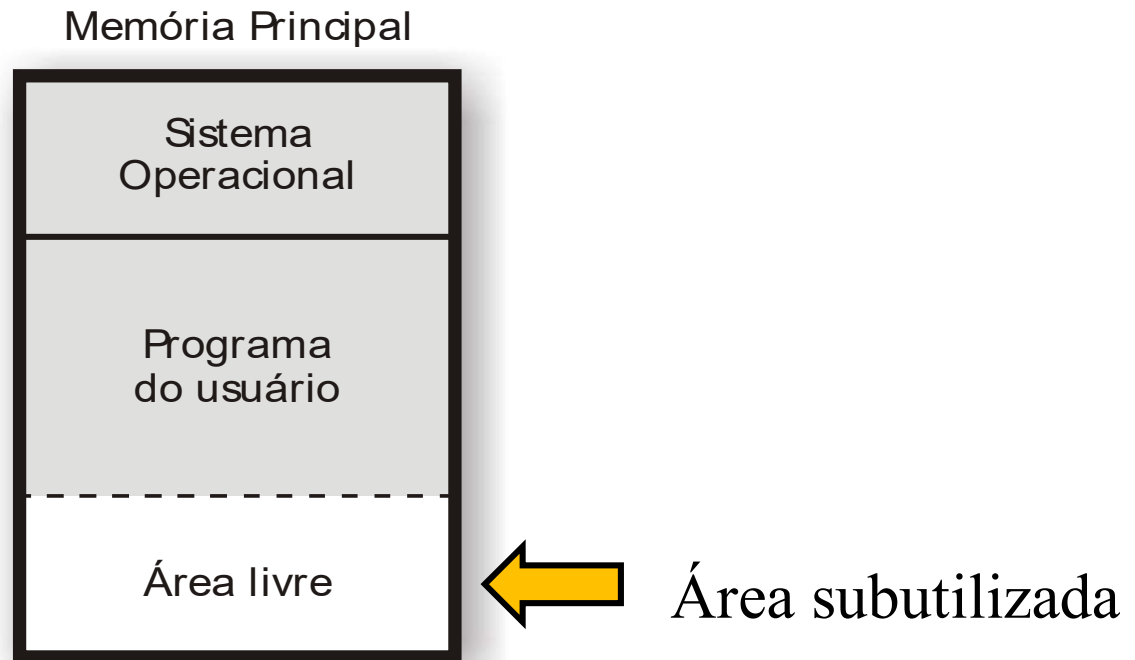 Memória Principal
Sistema
Operacional
Programa
do usuário
Área livre
Área subutilizada